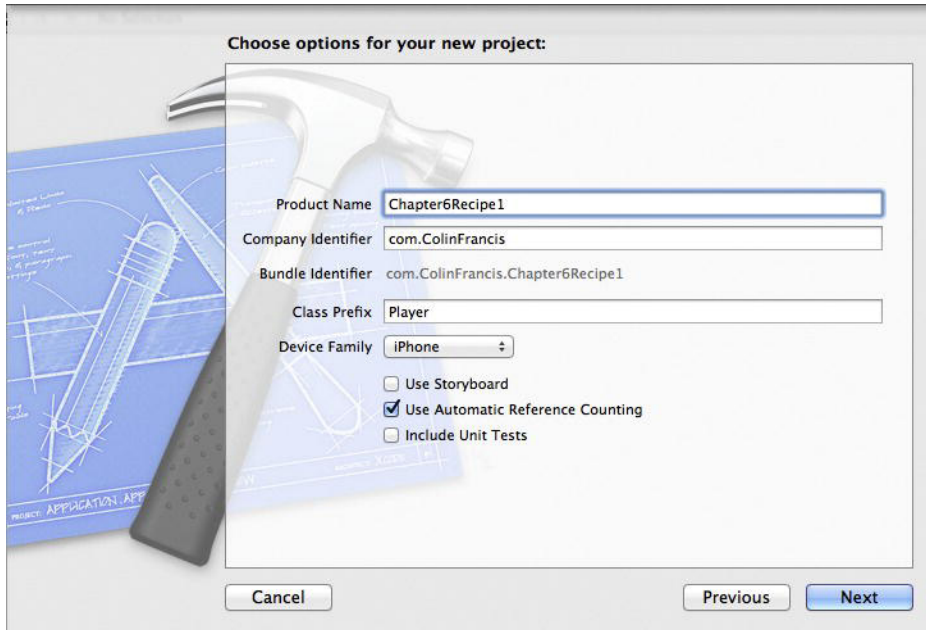 Choose options for your new project:
Product Name Chapter6Recipe1
Company Identifier com.ColinFrancis
Bundle Identifier com.ColinFrancis.Chapter6Recipe1
Class Prefix Player
Device Family iPhone
Use Storyboard
Use Automatic Reference Counting
Include Unit Tests
PROJECT: APPLICATION.APP
Cancel
Previous
Next